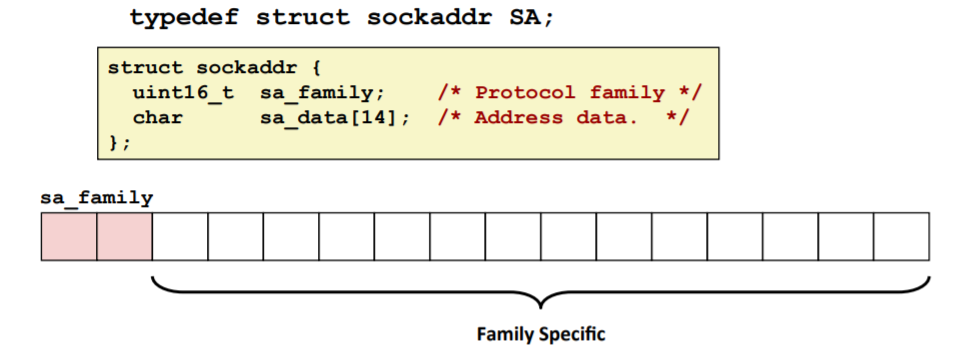 typedef struct sockaddr SA;
struct sockaddr {
  uint16_t  sa_family;    /* Protocol family */
  char      sa_data[14];  /* Address data.  */
};
sa_family
Family Specific